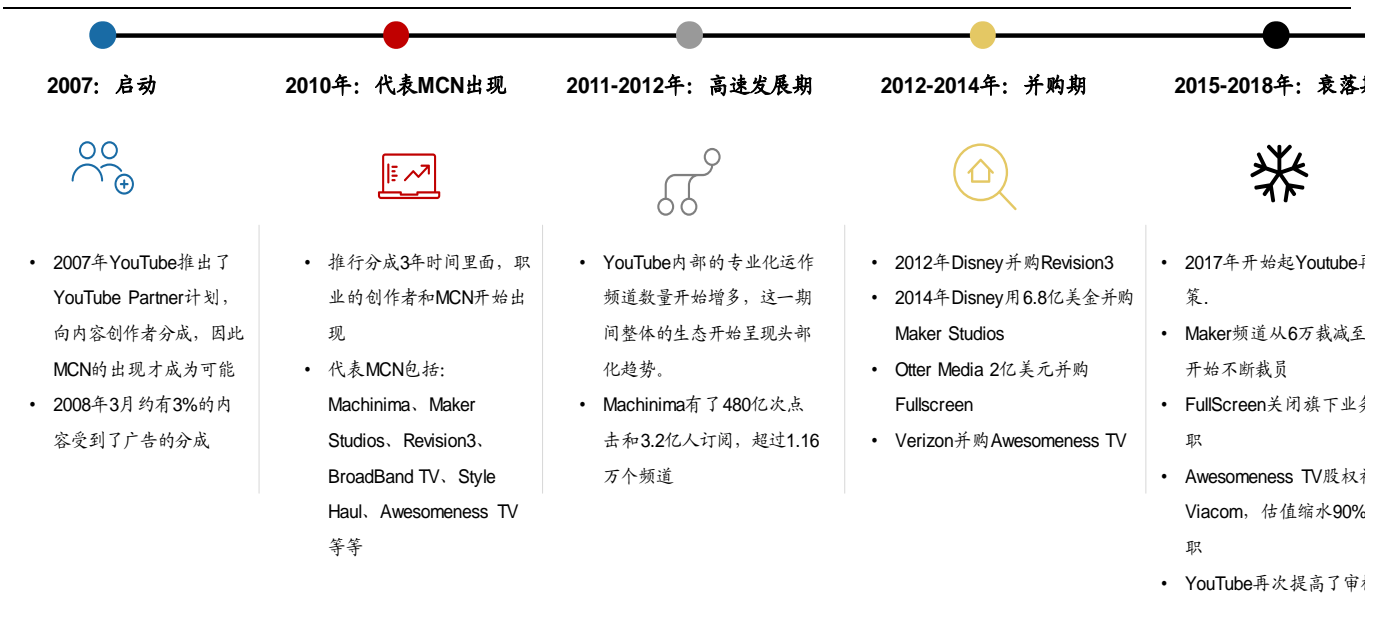 2007：启动
2010年：代表MCN出现
2011-2012年：高速发展期
2012-2014年：并购期
2015-2018年：衰落
• 2007年YouTube推出了
YouTube Partner计划，
向内容创作者分成，因此
MCN的出现才成为可能
• 2008年3月约有3%的内
容受到了广告的分成
• 推行分成3年时间里面，职
业的创作者和MCN开始出
现
• 代表MCN包括：
Machinima、Maker
Studios、Revision3、
BroadBand TV、Style
Haul、Awesomeness TV
等等
• YouTube内部的专业化运作
频道数量开始增多，这一期
间整体的生态开始呈现头部
化趋势。
• Machinima有了480亿次点
击和3.2亿人订阅，超过1.16
万个频道
• 2012年Disney并购Revision3
• 2014年Disney用6.8亿美金并购
Maker Studios
• Otter Media 2亿美元并购
Fullscreen
• Verizon并购Awesomeness TV
• 2017年开始起Youtube
策.
• Maker频道从6万裁减至
开始不断裁员
• FullScreen关闭旗下业
职
• Awesomeness TV股权
Viacom，估值缩水90%
职
• YouTube再次提高了审